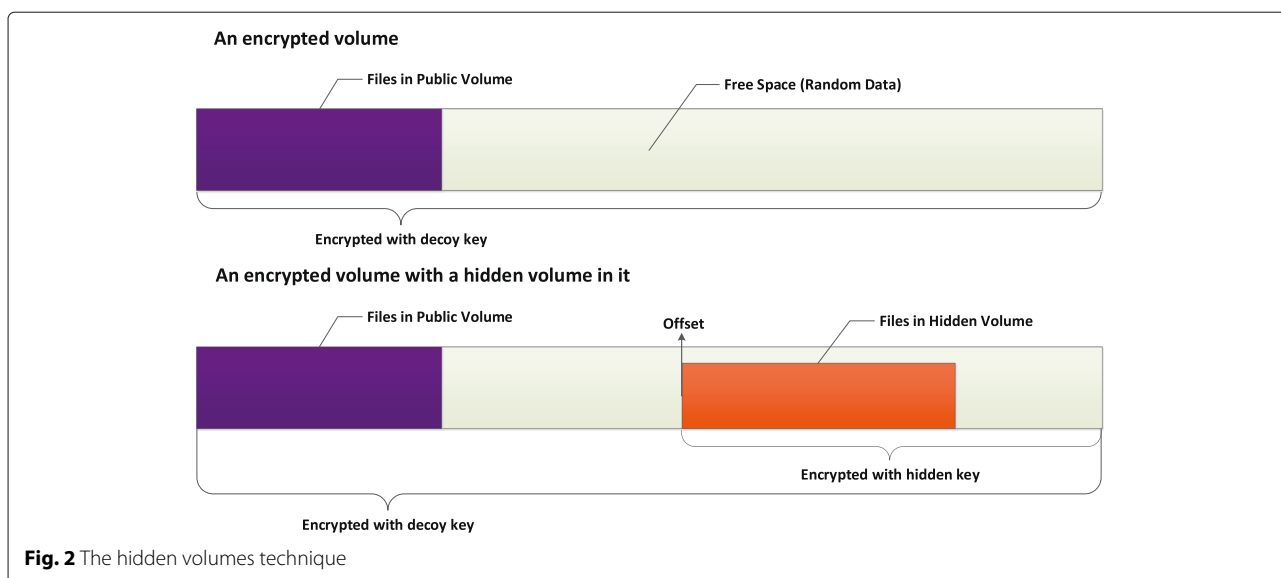 An encrypted volume
Files in Public Volume
Free Space (Random Data)
Encrypted with decoy key
An encrypted volume with a hidden volume in it
Files in Public Volume
Offset
Files in Hidden Volume
Encrypted with hidden key
Encrypted with decoy key
Fig. 2 The hidden volumes technique